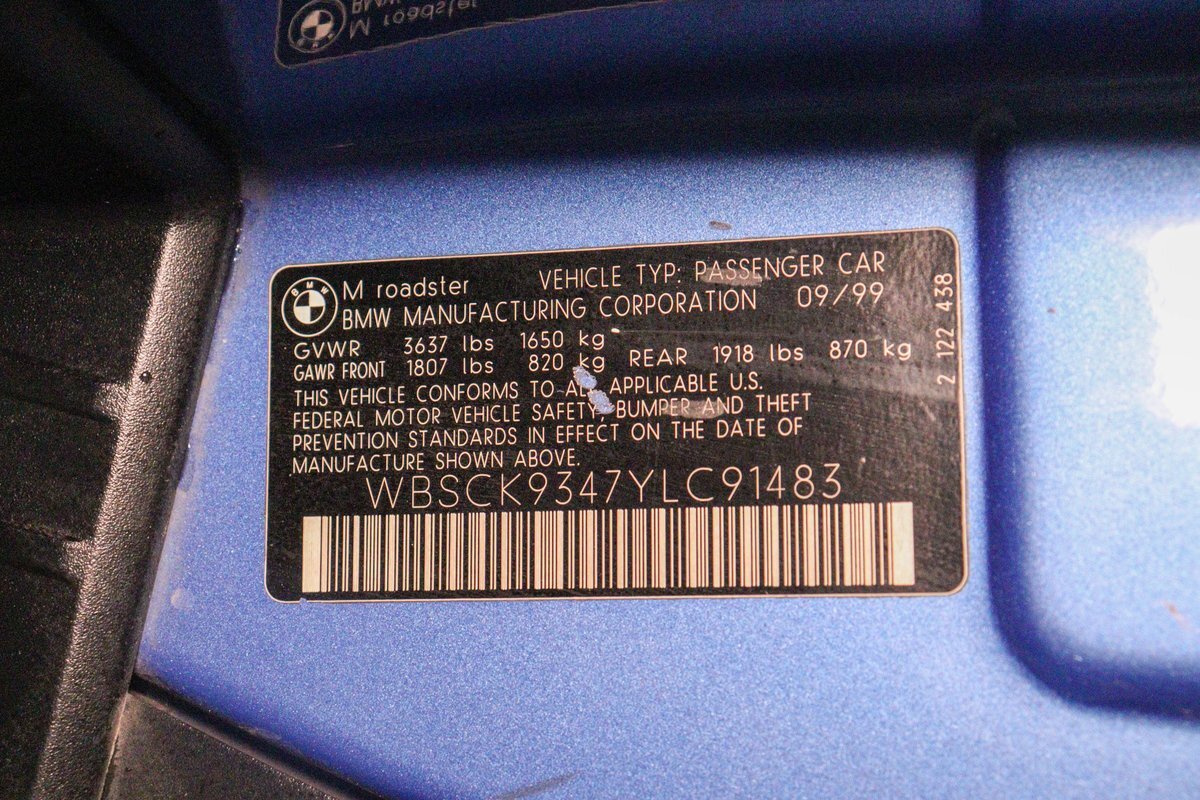 M roadster
BMW
M roadster VEHICLE TYP: PASSENGER CAR
BMW MANUFACTURING CORPORATION 09/99
GVWR 3637 lbs 1650 kg
GAWR FRONT 1807 lbs 820 kg REAR 1918 lbs 870 kg
THIS VEHICLE CONFORMS TO ALL APPLICABLE U.S.
FEDERAL MOTOR VEHICLE SAFETY, BUMPER AND THEFT
PREVENTION STANDARDS IN EFFECT ON THE DATE OF
MANUFACTURE SHOWN ABOVE.
WBSCK9347YLC91483
2 122 438